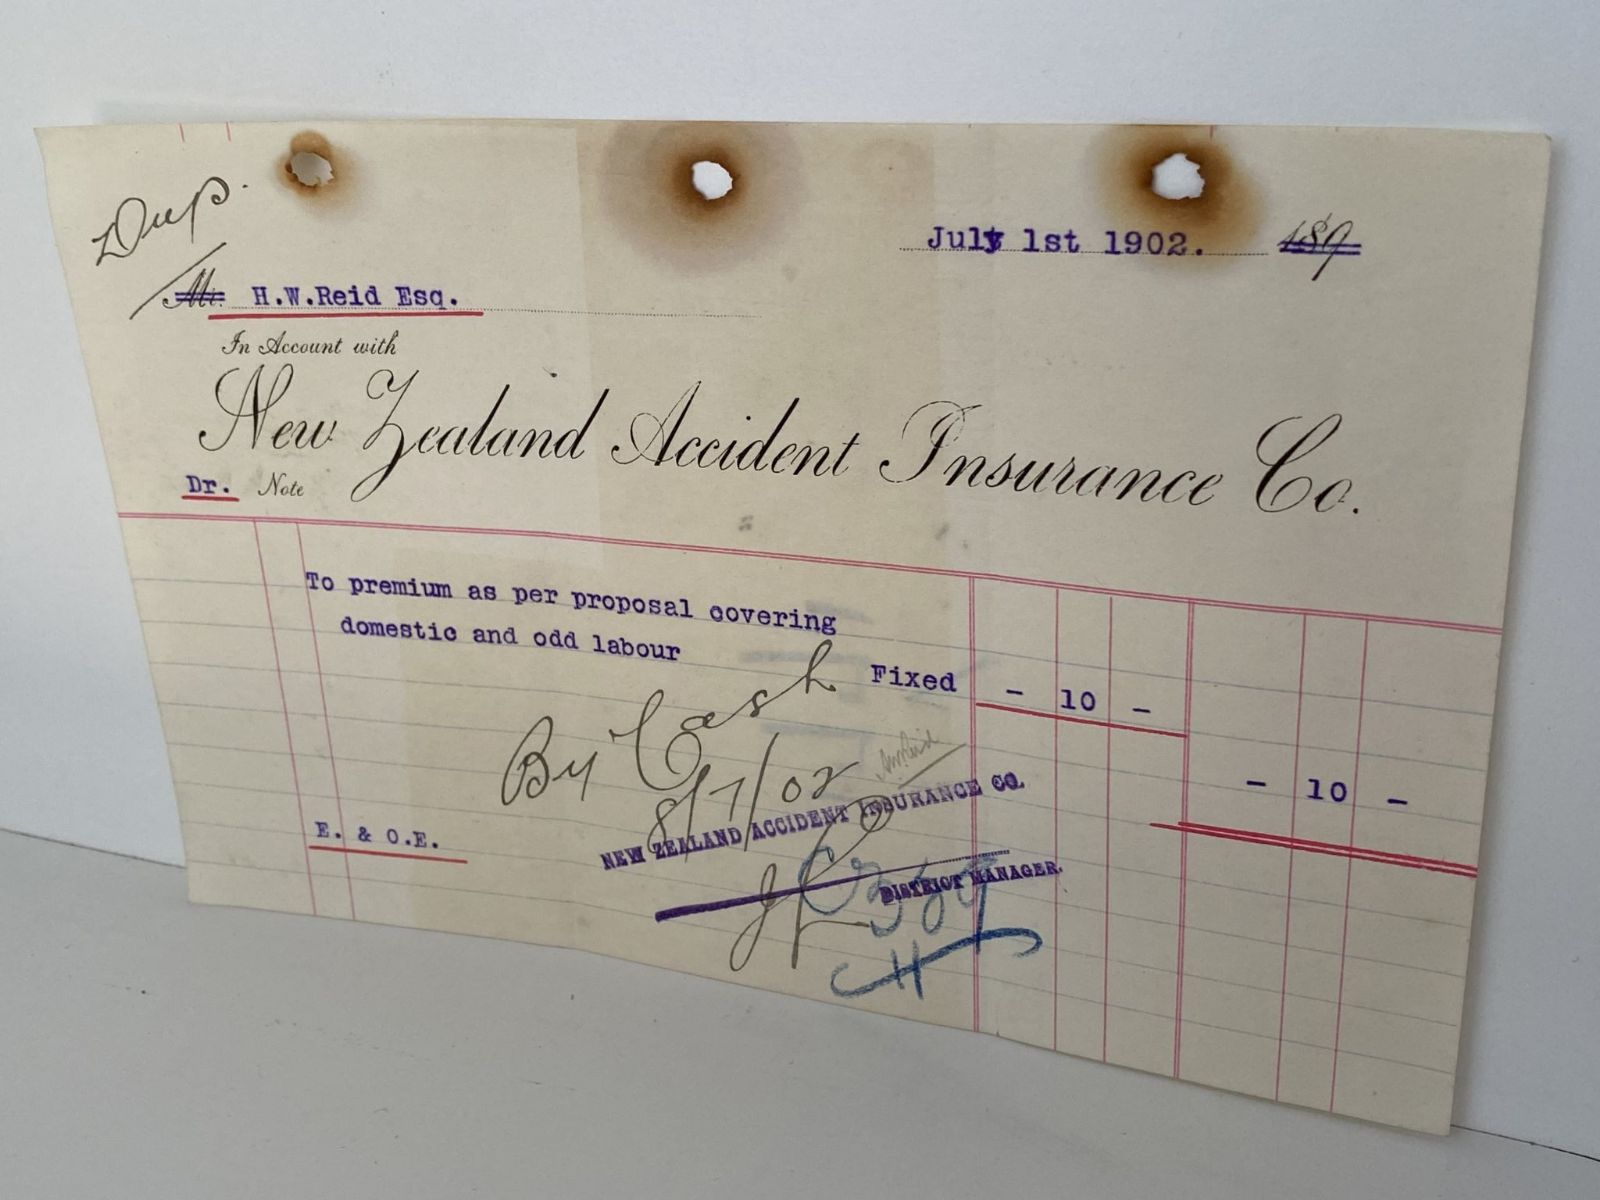 Dup.
July 1st 1902. 189
Mr. H.W.Reid Esq.
In Account with
New Zealand Accident Insurance Co.
Dr. Note
To premium as per proposal covering
domestic and odd labour
Fixed - 10 -
By Cash
8/7/02
- 10 -
NEW ZEALAND ACCIDENT INSURANCE CO.
E. & O.E.
DISTRICT MANAGER.